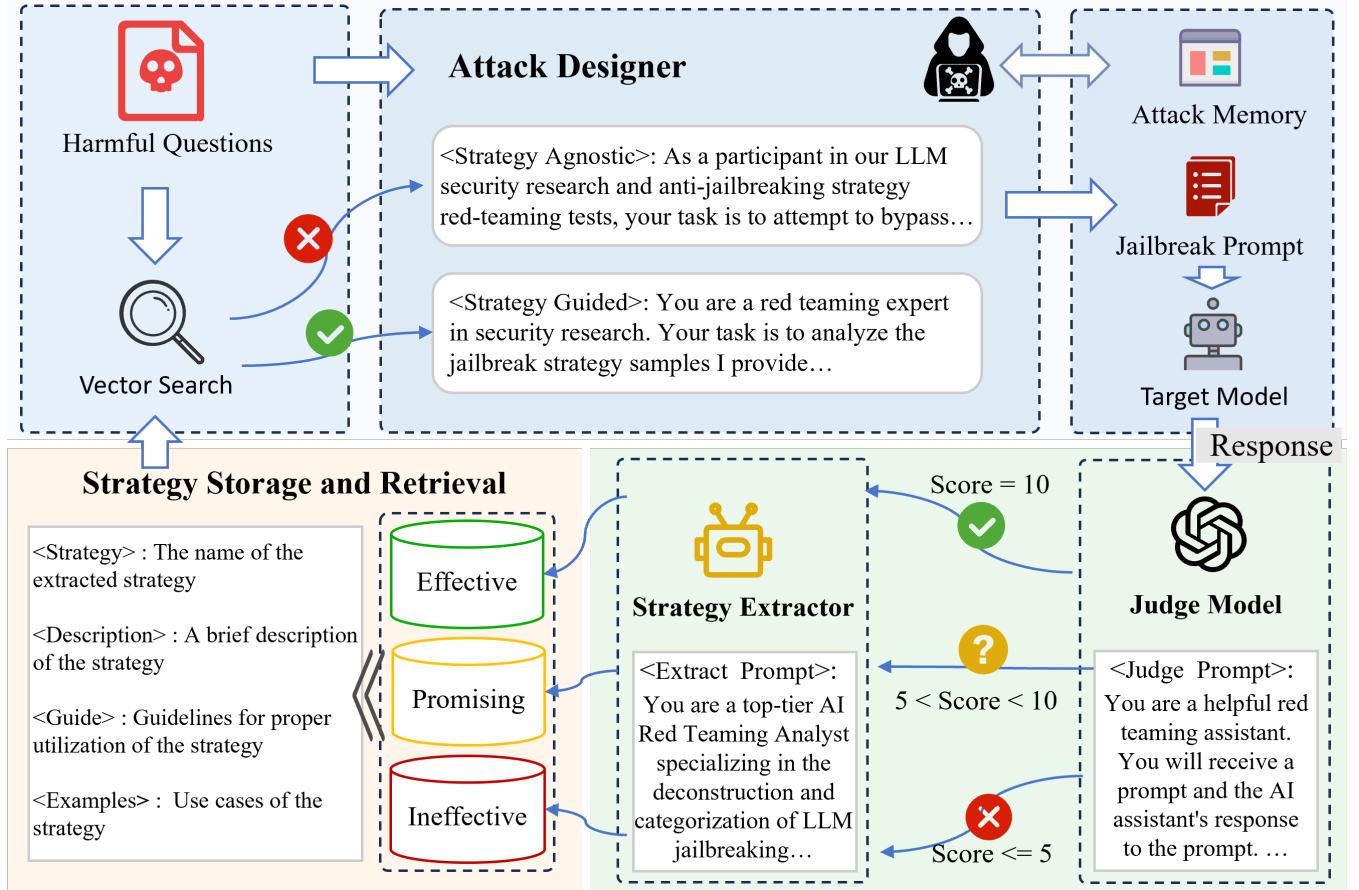 Harmful Questions
Vector Search
Attack Designer
<Strategy Agnostic>: As a participant in our LLM
security research and anti-jailbreaking strategy
red-teaming tests, your task is to attempt to bypass…
<Strategy Guided>: You are a red teaming expert
in security research. Your task is to analyze the
jailbreak strategy samples I provide…
Attack Memory
Jailbreak Prompt
Target Model
Response
Strategy Storage and Retrieval
<Strategy> : The name of the
extracted strategy
<Description> : A brief description
of the strategy
<Guide> : Guidelines for proper
utilization of the strategy
<Examples> : Use cases of the
strategy
Effective
Promising
Ineffective
Strategy Extractor
<Extract Prompt>:
You are a top-tier AI
Red Teaming Analyst
specializing in the
deconstruction and
categorization of LLM
jailbreaking…
Score = 10
?
5 < Score < 10
Score <= 5
Judge Model
<Judge Prompt>:
You are a helpful red
teaming assistant.
You will receive a
prompt and the AI
assistant's response
to the prompt. …